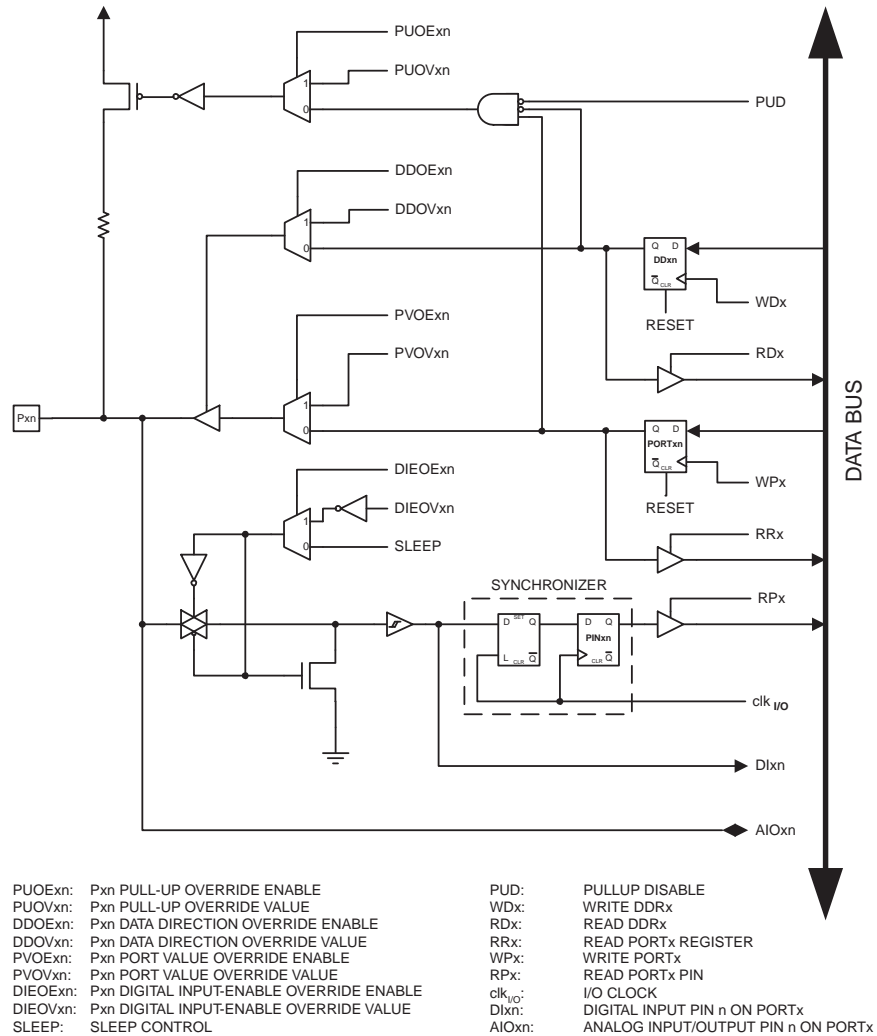 PUOExn
PUOVxn
1
0
PUD
DDOExn
DDOVxn
1
0
Q D
DDxn
Q CLR
WDx
RESET
RDx
PVOExn
PVOVxn
1
0
Pxn
Q D
PORTxn
Q CLR
WPx
RESET
RRx
DATA BUS
DIEOExn
DIEOVxn
1
0
SLEEP
SYNCHRONIZER
D SET Q
L CLR Q
D Q
PINxn
CLR Q
RPx
clk I/O
DIxn
AIOxn
PUOExn: Pxn PULL-UP OVERRIDE ENABLE
PUOVxn: Pxn PULL-UP OVERRIDE VALUE
DDOExn: Pxn DATA DIRECTION OVERRIDE ENABLE
DDOVxn: Pxn DATA DIRECTION OVERRIDE VALUE
PVOExn: Pxn PORT VALUE OVERRIDE ENABLE
PVOVxn: Pxn PORT VALUE OVERRIDE VALUE
DIEOExn: Pxn DIGITAL INPUT-ENABLE OVERRIDE ENABLE
DIEOVxn: Pxn DIGITAL INPUT-ENABLE OVERRIDE VALUE
SLEEP: SLEEP CONTROL
PUD: PULLUP DISABLE
WDx: WRITE DDRx
RDx: READ DDRx
RRx: READ PORTx REGISTER
WPx: WRITE PORTx
RPx: READ PORTx PIN
clk I/O: I/O CLOCK
DIxn: DIGITAL INPUT PIN n ON PORTx
AIOxn: ANALOG INPUT/OUTPUT PIN n ON PORTx